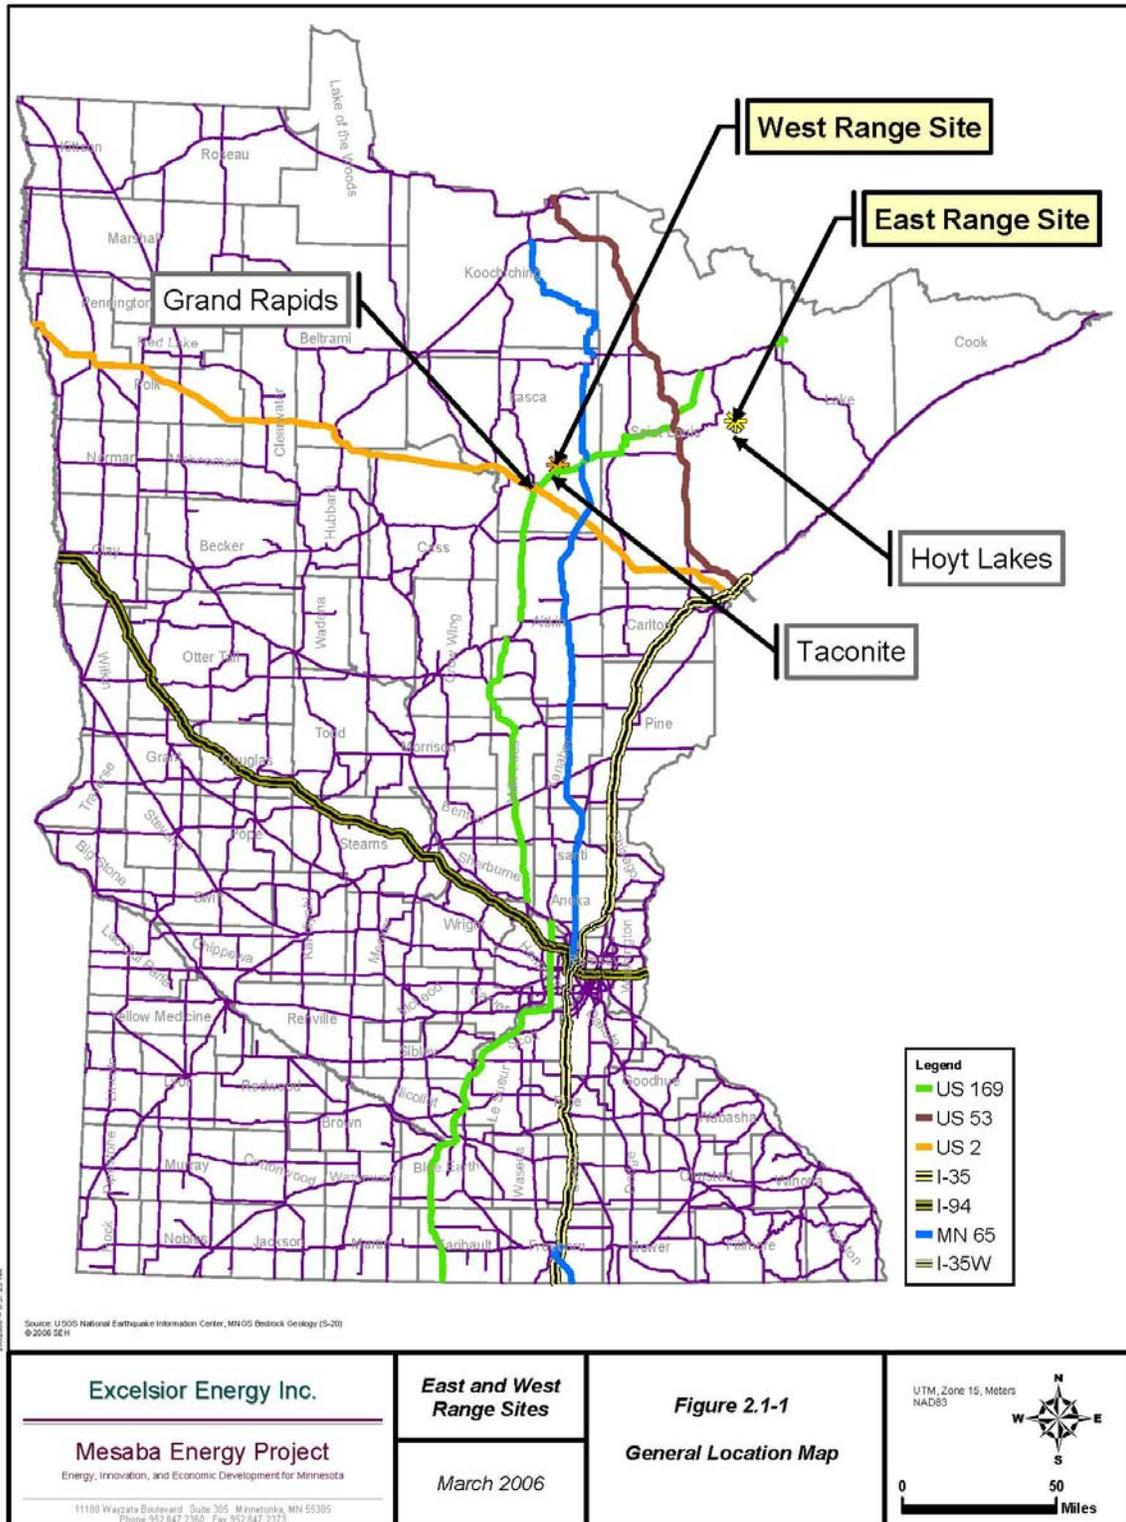 West Range Site
East Range Site
Grand Rapids
Hoyt Lakes
Taconite
Kittson
Roseau
Lake of the Woods
Marshall
Koochiching
Pennington
Red Lake
Beltrami
Cook
Polk
Clearwater
Itasca
Lake
Saint Louis
Norman
Mahnomen
Hubbard
Clay
Becker
Cass
Wadena
Crow Wing
Aitkin
Carlton
Wilkin
Otter Tail
Todd
Morrison
Pine
Grant
Douglas
Traverse
Stevens
Pope
Stearns
Benton
Sherburne
Isanti
Chisago
Big Stone
Swift
Anoka
Wright
Washington
Lac Qui Parle
Chippewa
Kandiyohi
Meeker
McLeod
Carver
Yellow Medicine
Renville
Scott
Dakota
Sibley
Lyon
Redwood
Nicollet
Le Sueur
Rice
Goodhue
Wabasha
Brown
Murray
Cottonwood
Watonwan
Blue Earth
Waseca
Dodge
Olmsted
Winona
Rock
Nobles
Jackson
Martin
Faribault
Freeborn
Mower
Fillmore
Houston
Legend
US 169
US 53
US 2
I-35
I-94
MN 65
I-35W
Source: USGS National Earthquake Information Center, MNGS Bedrock Geology (S-20)
© 2006 SEH
Excelsior Energy Inc.
Mesaba Energy Project
Energy, Innovation, and Economic Development for Minnesota
11100 Wayzata Boulevard Suite 305 Minnetonka, MN 55305
Phone 952.847.2360 Fax 952.847.2373
East and West
Range Sites
March 2006
Figure 2.1-1
General Location Map
UTM, Zone 15, Meters
NAD83
N
W E
S
0 50
Miles